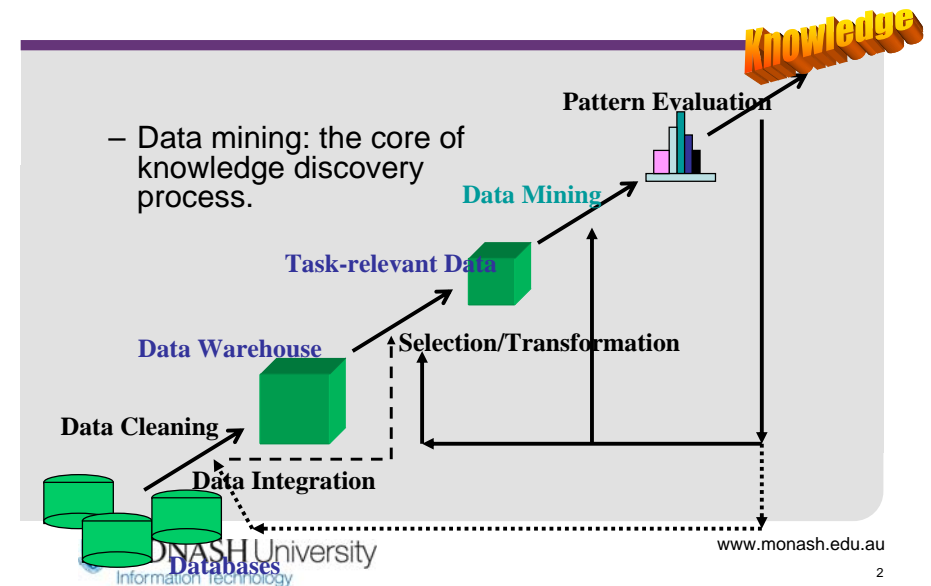 Knowledge
Pattern Evaluation
– Data mining: the core of
knowledge discovery
process.
Data Mining
Task-relevant Data
Data Warehouse
Selection/Transformation
Data Cleaning
Data Integration
University
www.monash.edu.au
Databases
Information Technology
2